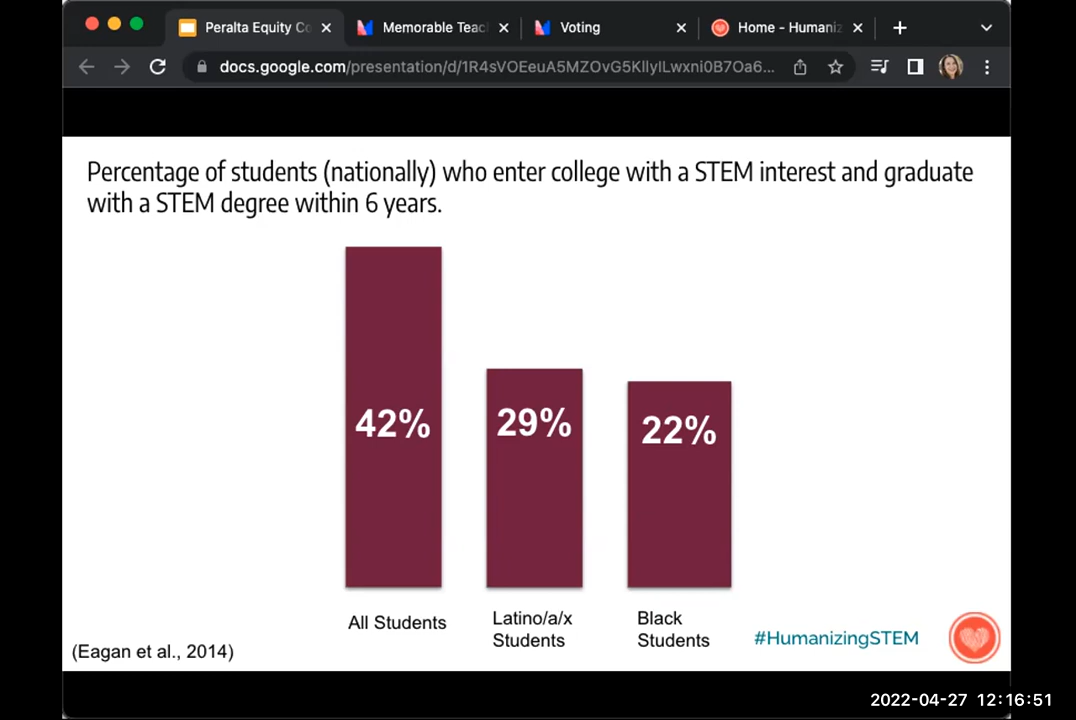 Peralta Equity Co
Memorable Teac
Voting
Home - Humaniz
docs.google.com/presentation/d/1R4sVOEeuA5MZOvG5KIlyILwxni0B7Oa6...
Percentage of students (nationally) who enter college with a STEM interest and graduate
with a STEM degree within 6 years.
42%
29%
22%
All Students
Latino/a/x
Students
Black
Students
#HumanizingSTEM
(Eagan et al., 2014)
2022-04-27 12:16:51